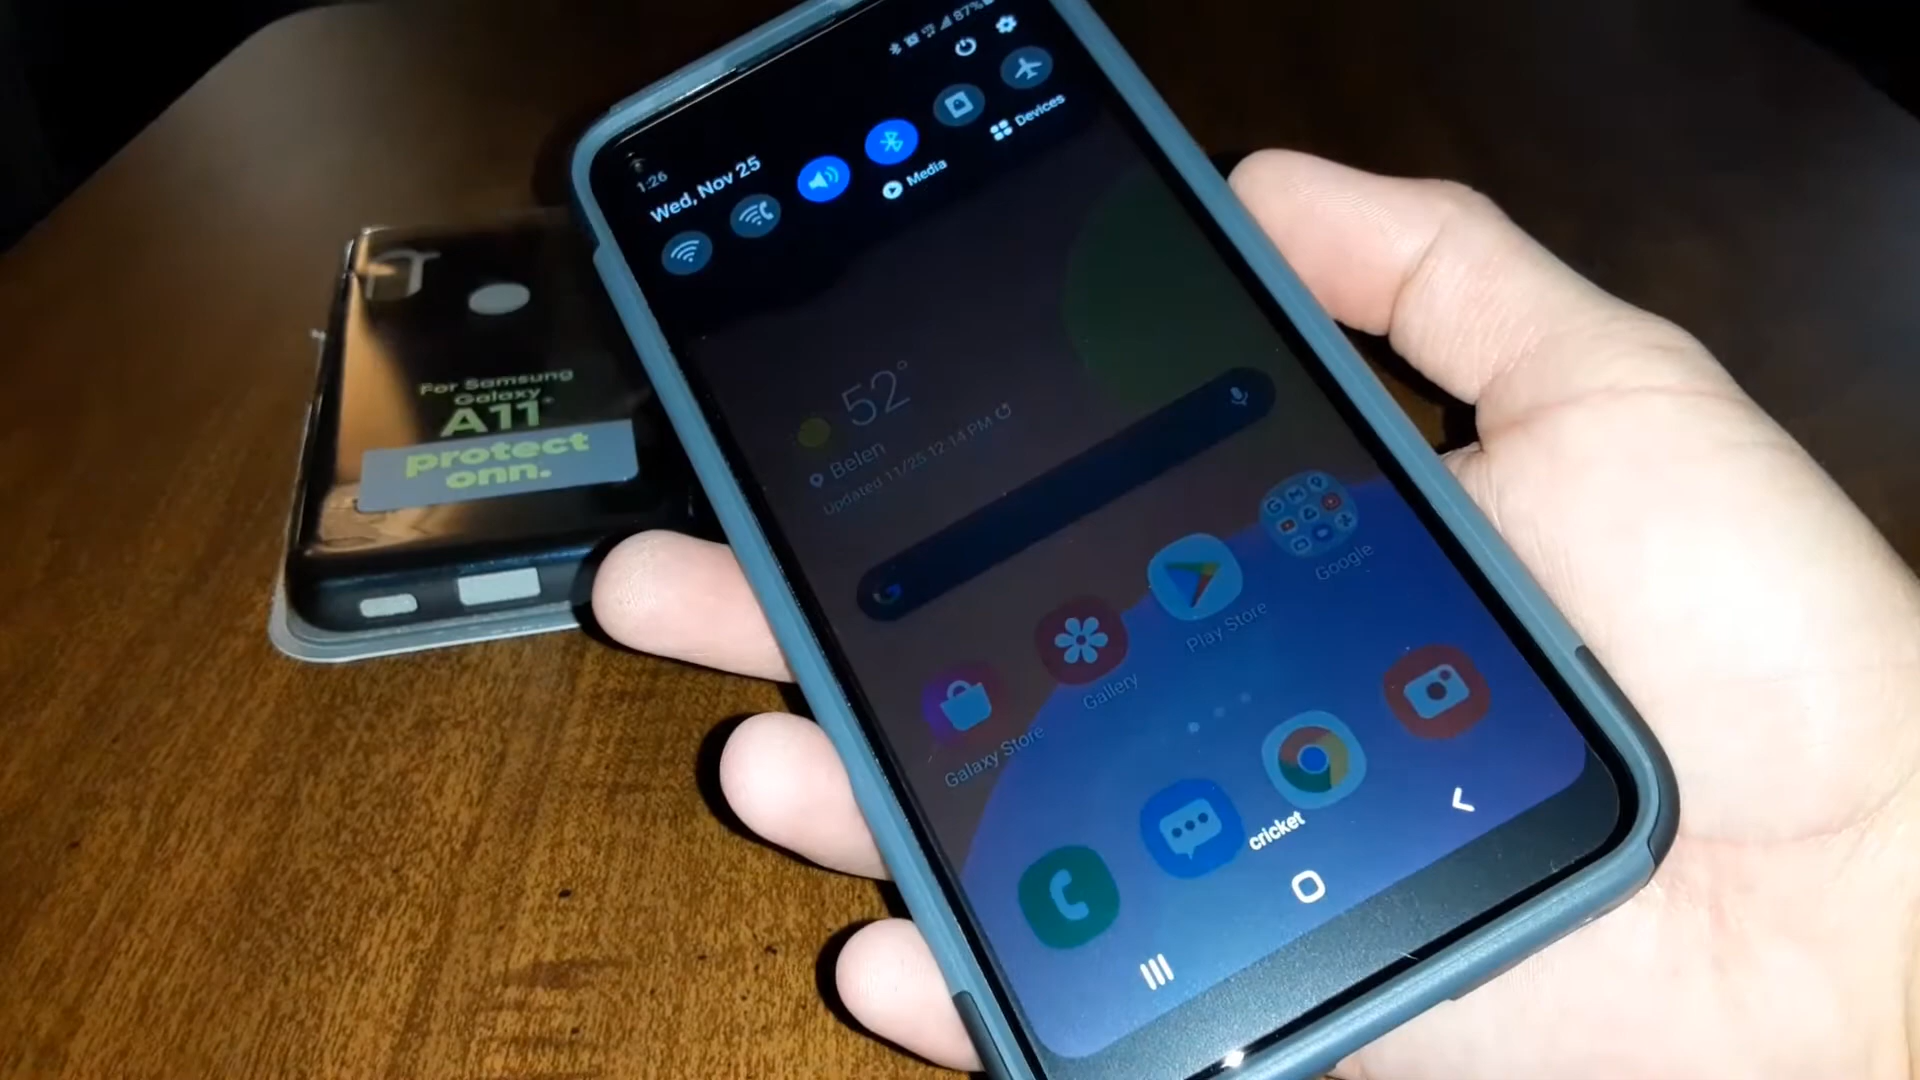 87%
1:26
Wed, Nov 25
Media
Devices
52°
Belen
Updated 11/25 12:14 PM
Galaxy Store
Gallery
Play Store
Google
cricket
For Samsung
Galaxy
A11
protect
onn.